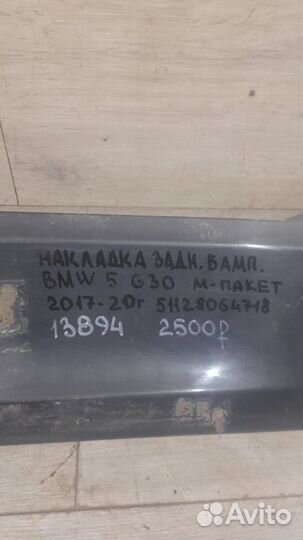 НАКЛАДКА ЗАДН. БАМП.
BMW 5 G30 М-ПАКЕТ
2017-20г 51128064718
13894 2500₽
Avito